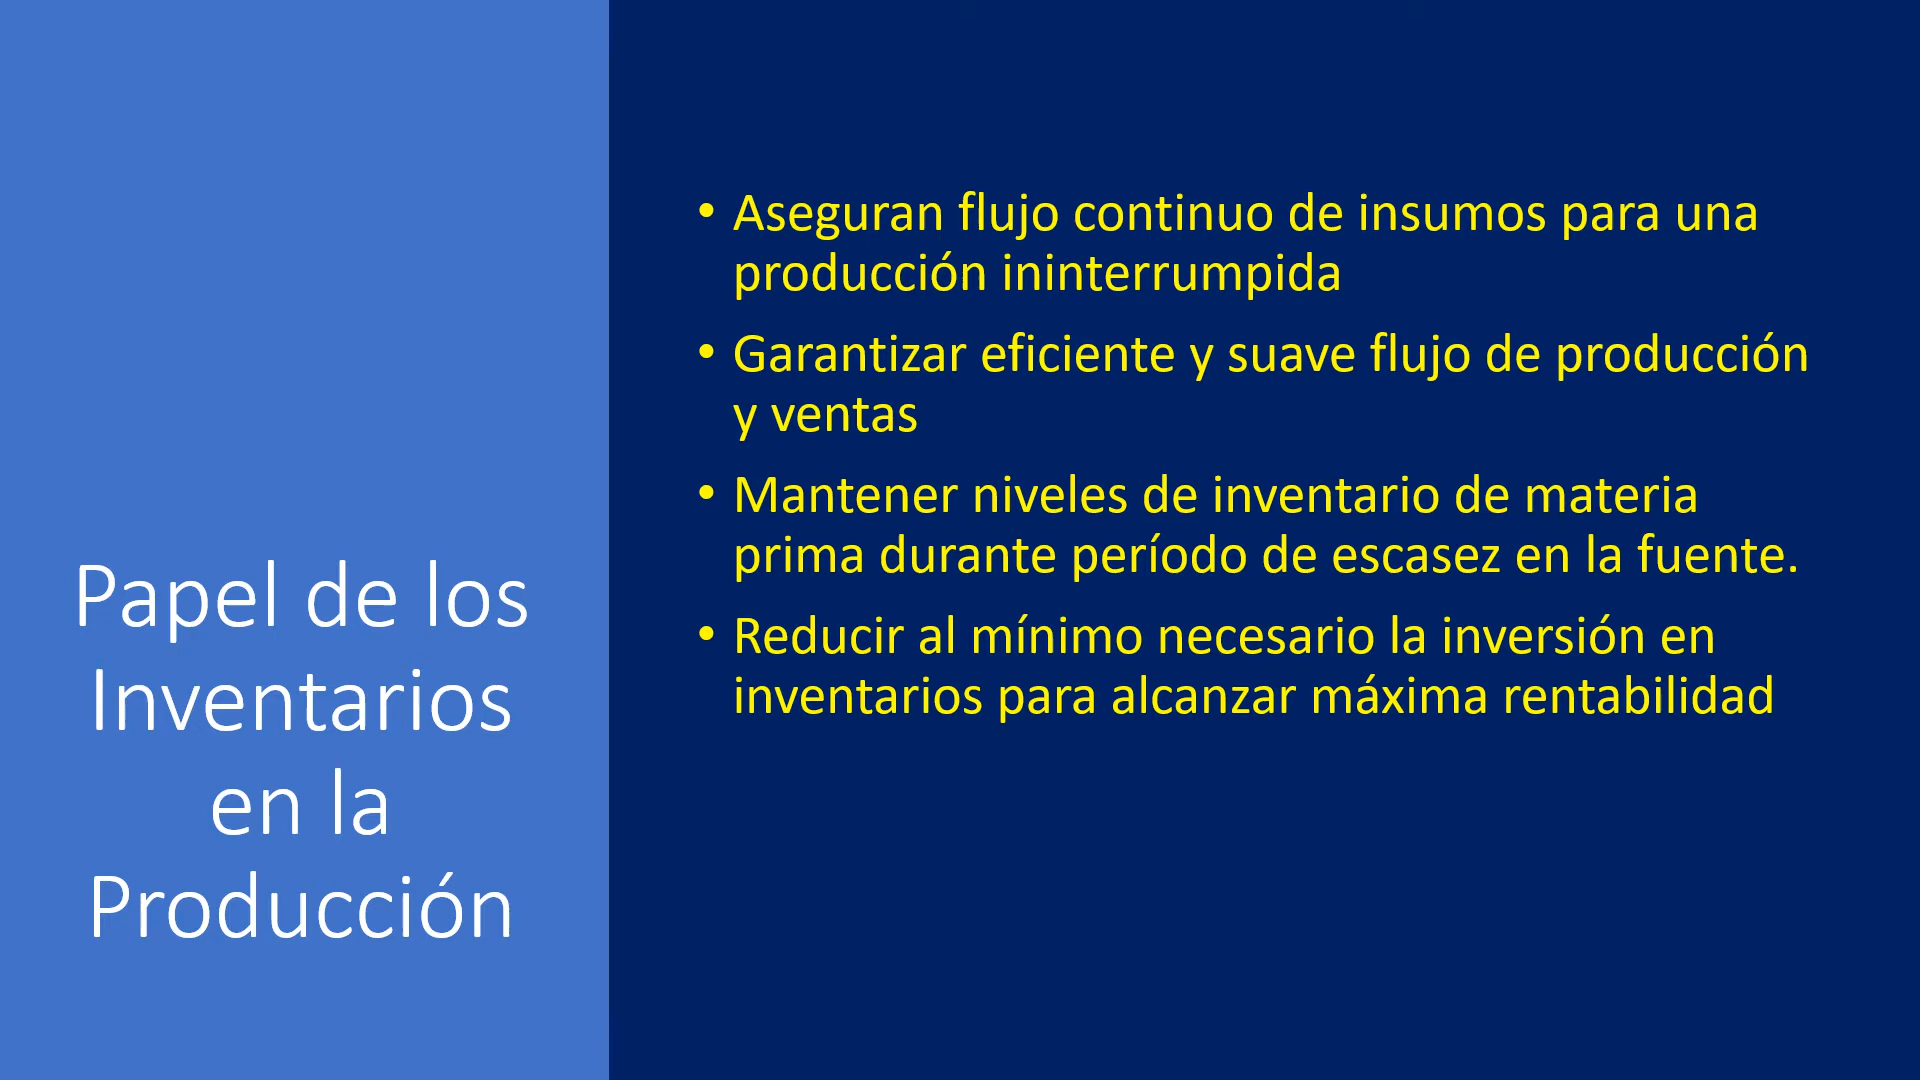 Papel de los
Inventarios
en la
Producción
• Aseguran flujo continuo de insumos para una
producción ininterrumpida
• Garantizar eficiente y suave flujo de producción
y ventas
• Mantener niveles de inventario de materia
prima durante período de escasez en la fuente.
• Reducir al mínimo necesario la inversión en
inventarios para alcanzar máxima rentabilidad